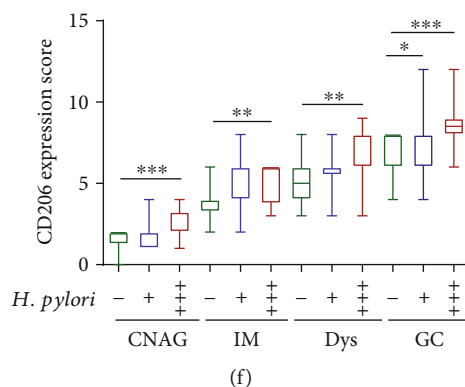 15
10
5
0
CD206 expression score
***
**
**
*
***
H. pylori
− + +++ − + +++ − + +++ − + +++
CNAG IM Dys GC
(f)